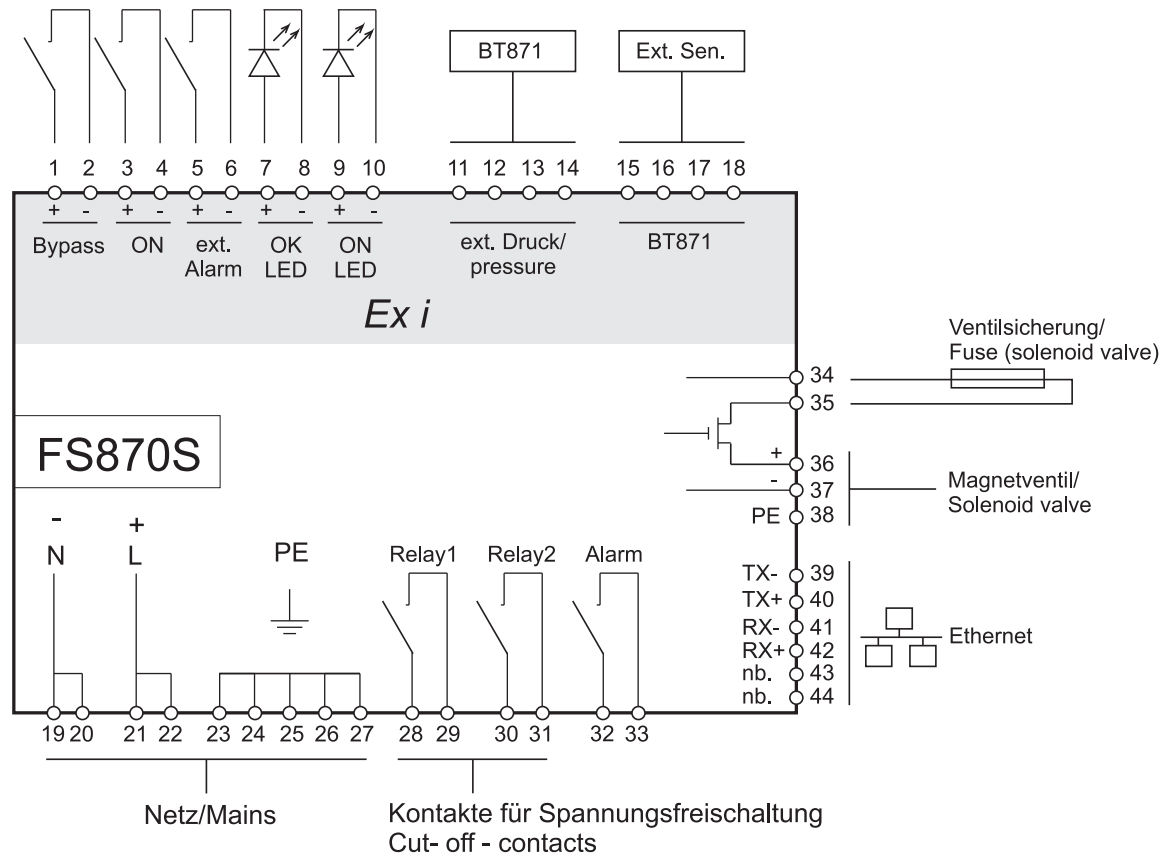 BT871
Ext. Sen.
1 2 3 4 5 6 7 8 9 10 11 12 13 14 15 16 17 18
+ - + - + - + - + -
Bypass
ON
ext.
Alarm
OK
LED
ON
LED
ext. Druck/
pressure
BT871
Ex i
Ventilsicherung/
Fuse (solenoid valve)
34
35
FS870S
+ 36
- 37
PE 38
Magnetventil/
Solenoid valve
- +
N L PE
Relay1 Relay2 Alarm
TX- 39
TX+ 40
RX- 41
RX+ 42
nb. 43
nb. 44
Ethernet
19 20 21 22 23 24 25 26 27 28 29 30 31 32 33
Netz/Mains
Kontakte für Spannungsfreischaltung
Cut- off - contacts